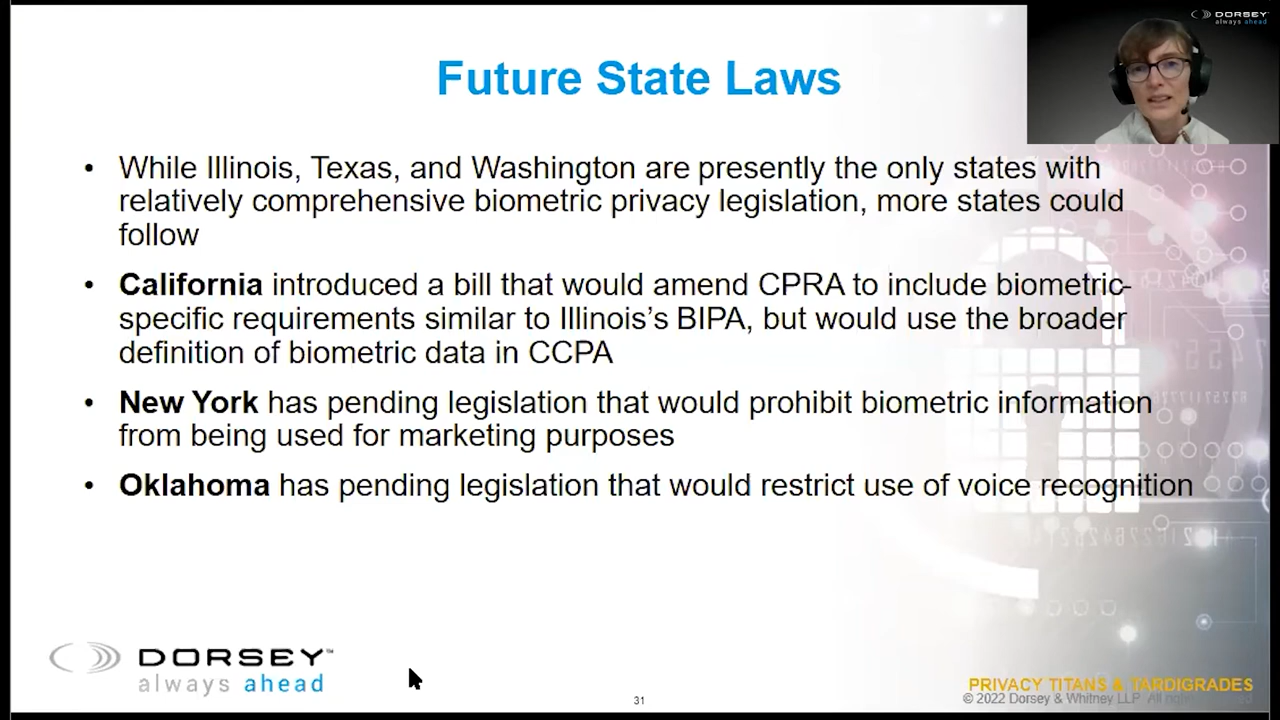 DORSEY™
always ahead
Future State Laws
• While Illinois, Texas, and Washington are presently the only states with
relatively comprehensive biometric privacy legislation, more states could
follow
• California introduced a bill that would amend CPRA to include biometric-
specific requirements similar to Illinois’s BIPA, but would use the broader
definition of biometric data in CCPA
• New York has pending legislation that would prohibit biometric information
from being used for marketing purposes
• Oklahoma has pending legislation that would restrict use of voice recognition
DORSEY™
always ahead
31
PRIVACY TITANS & TARDIGRADES
© 2022 Dorsey & Whitney LLP. All rights